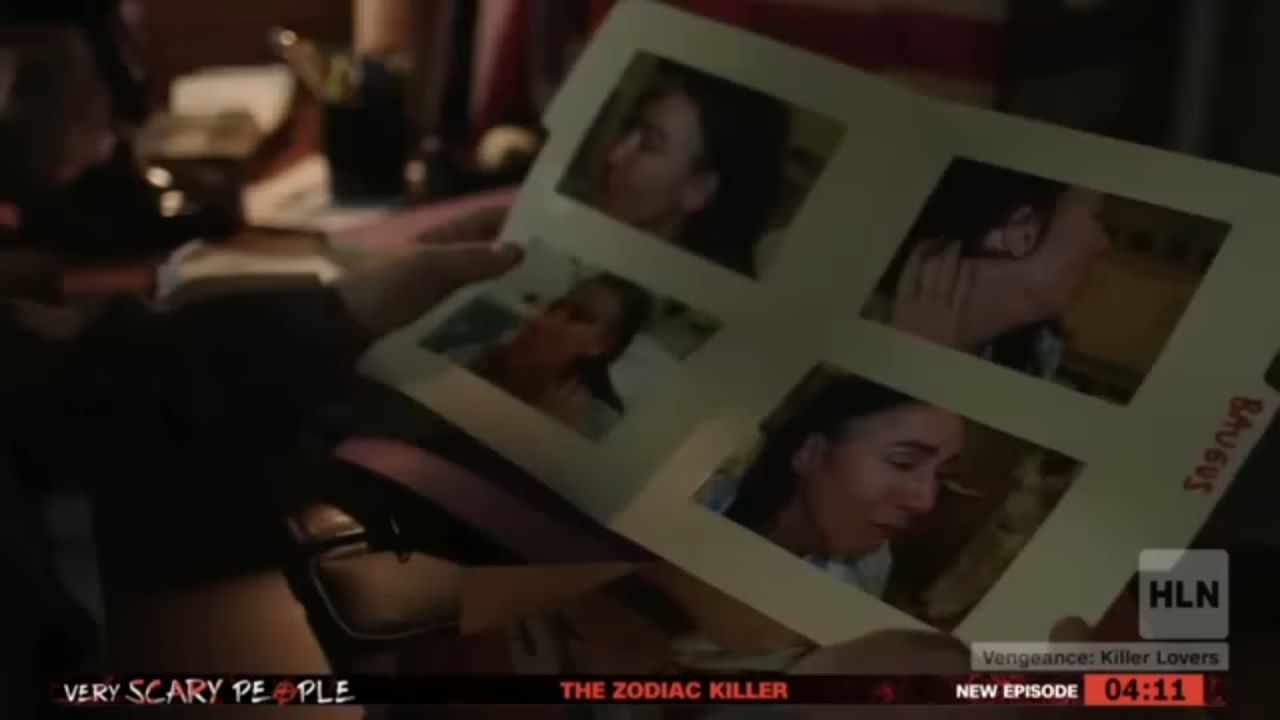 BAUGUS
HLN
Vengeance: Killer Lovers
VERY SCARY PEOPLE
THE ZODIAC KILLER
NEW EPISODE 04:11